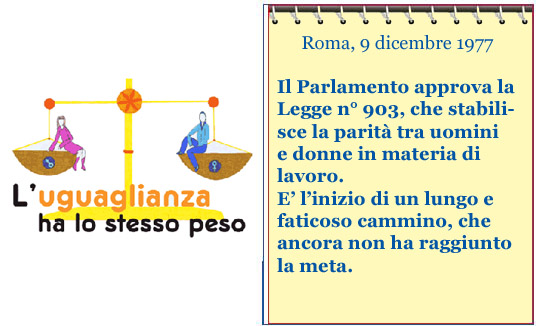 L'uguaglianza
ha lo stesso peso
Roma, 9 dicembre 1977
Il Parlamento approva la
Legge n° 903, che stabili-
sce la parità tra uomini
e donne in materia di
lavoro.
E' l'inizio di un lungo e
faticoso cammino, che
ancora non ha raggiunto
la meta.